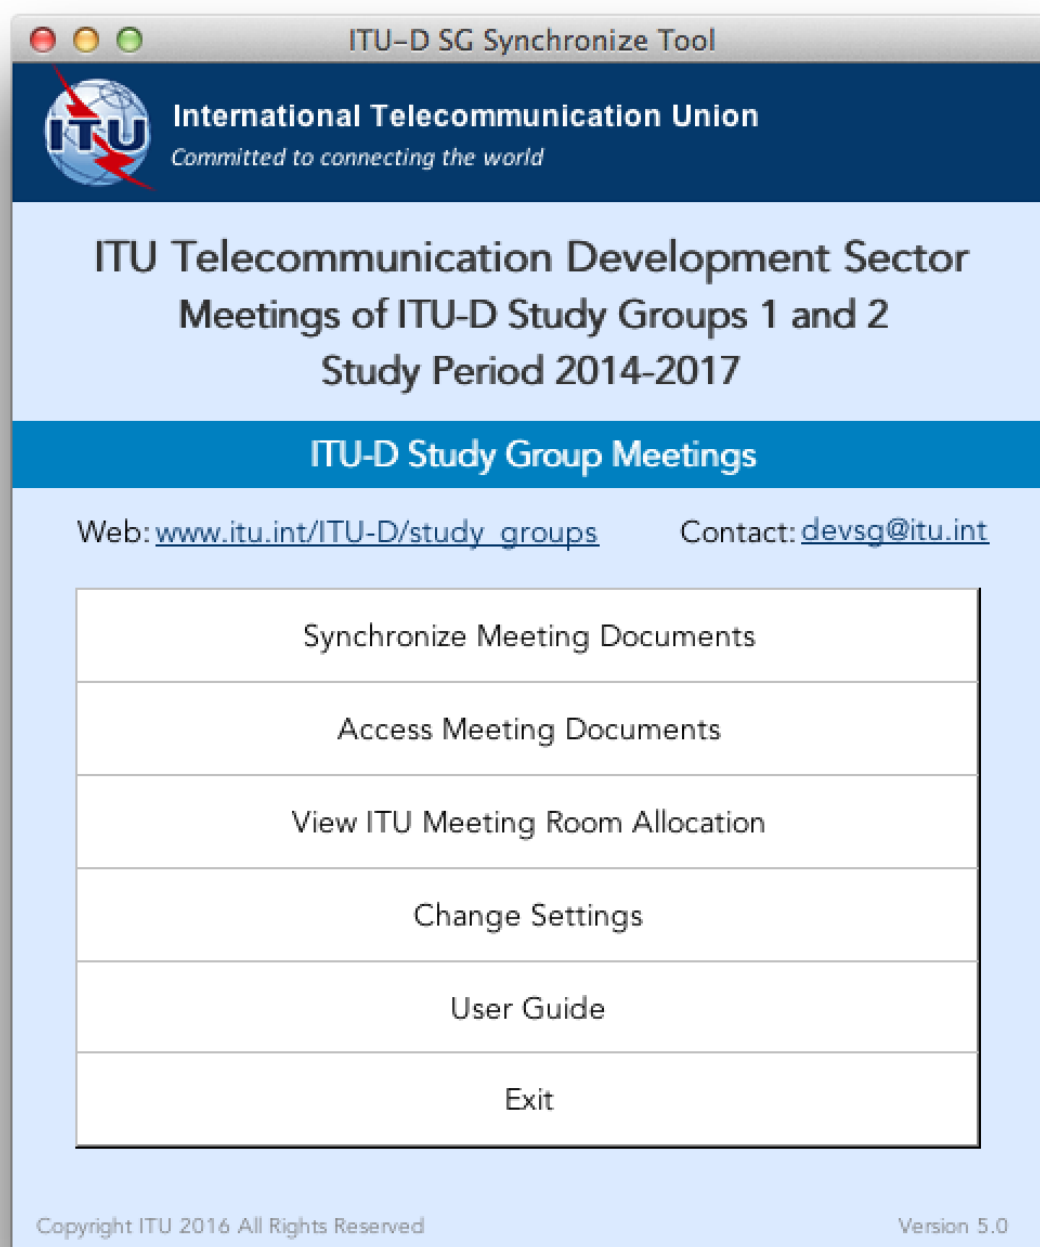 ITU-D SG Synchronize Tool
ITU
International Telecommunication Union
Committed to connecting the world
ITU Telecommunication Development Sector
Meetings of ITU-D Study Groups 1 and 2
Study Period 2014-2017
ITU-D Study Group Meetings
Web: www.itu.int/ITU-D/study_groups Contact: devsg@itu.int
Synchronize Meeting Documents
Access Meeting Documents
View ITU Meeting Room Allocation
Change Settings
User Guide
Exit
Copyright ITU 2016 All Rights Reserved Version 5.0